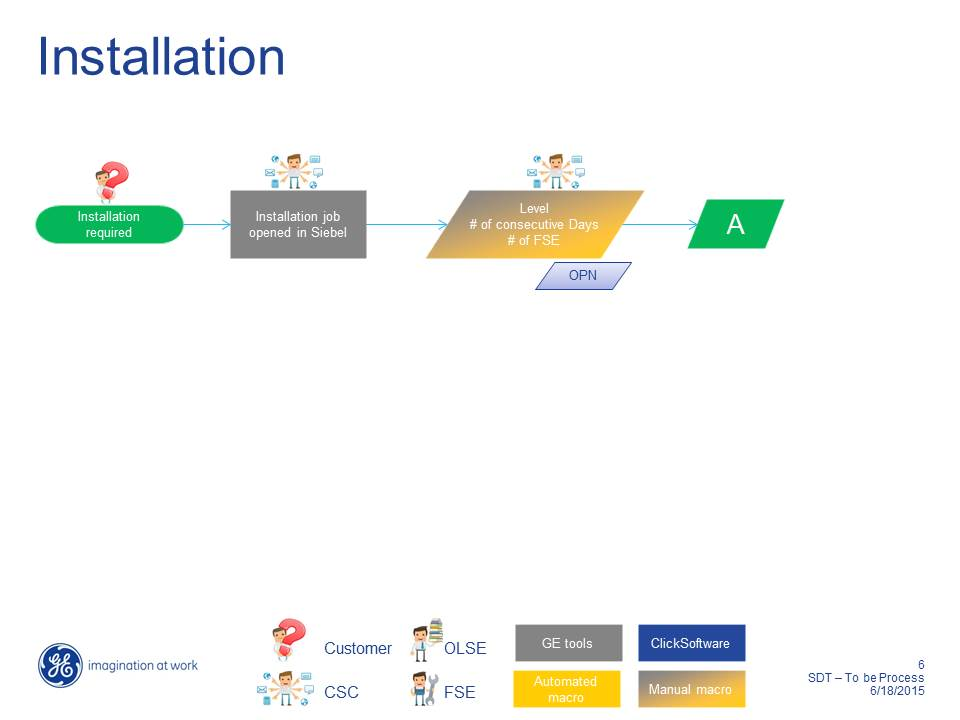 Installation
Installation
required
Installation job
opened in Siebel
Level
# of consecutive Days
# of FSE
A
OPN
Customer
OLSE
GE tools
ClickSoftware
CSC
FSE
Automated
macro
Manual macro
GE
imagination at work
6
SDT – To be Process
6/18/2015